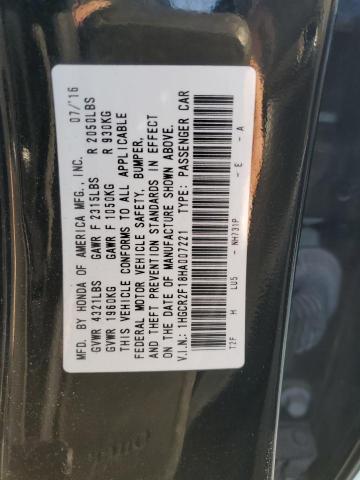 MFD. BY HONDA OF AMERICA MFG., INC. 07/'16
GVWR 4321LBS GAWR F 2315LBS R 2050LBS
GVWR 1960KG GAWR F 1050KG R 930KG
THIS VEHICLE CONFORMS TO ALL APPLICABLE
FEDERAL MOTOR VEHICLE SAFETY, BUMPER,
AND THEFT PREVENTION STANDARDS IN EFFECT
ON THE DATE OF MANUFACTURE SHOWN ABOVE.
V.I.N.: 1HGCR2F18HA007221 TYPE: PASSENGER CAR
T2F H LU5 - NH731P - E - A